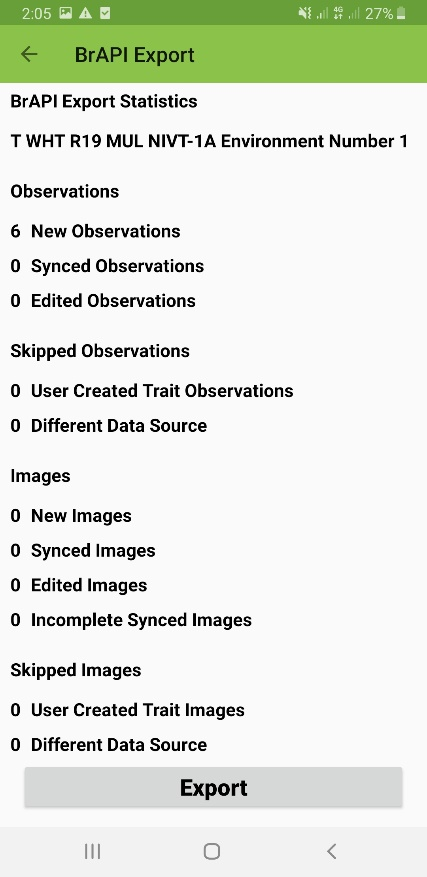 2:05 4G 27%
BrAPI Export
BrAPI Export Statistics
T WHT R19 MUL NIVT-1A Environment Number 1
Observations
6 New Observations
0 Synced Observations
0 Edited Observations
Skipped Observations
0 User Created Trait Observations
0 Different Data Source
Images
0 New Images
0 Synced Images
0 Edited Images
0 Incomplete Synced Images
Skipped Images
0 User Created Trait Images
0 Different Data Source
Export